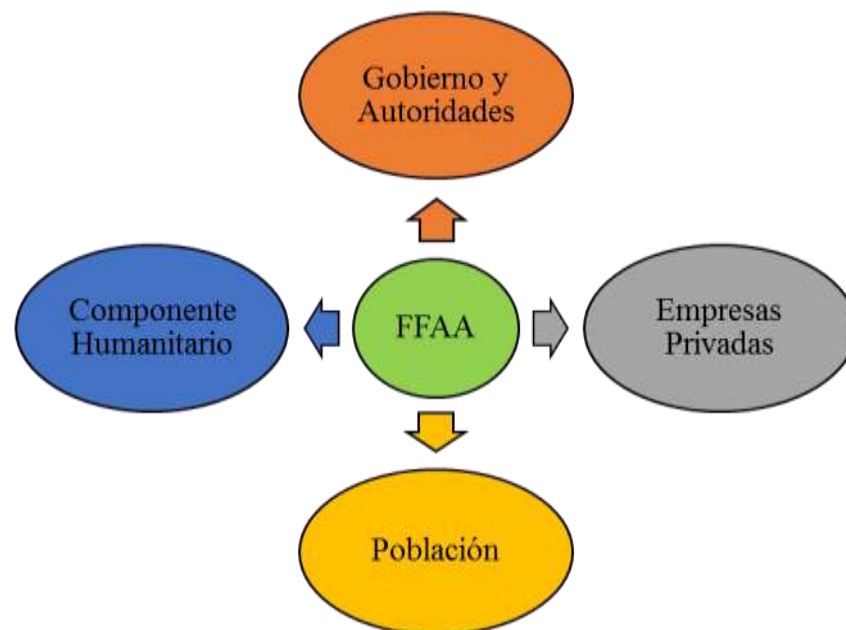 Gobierno y
Autoridades
Componente
Humanitario
FFAA
Empresas
Privadas
Población